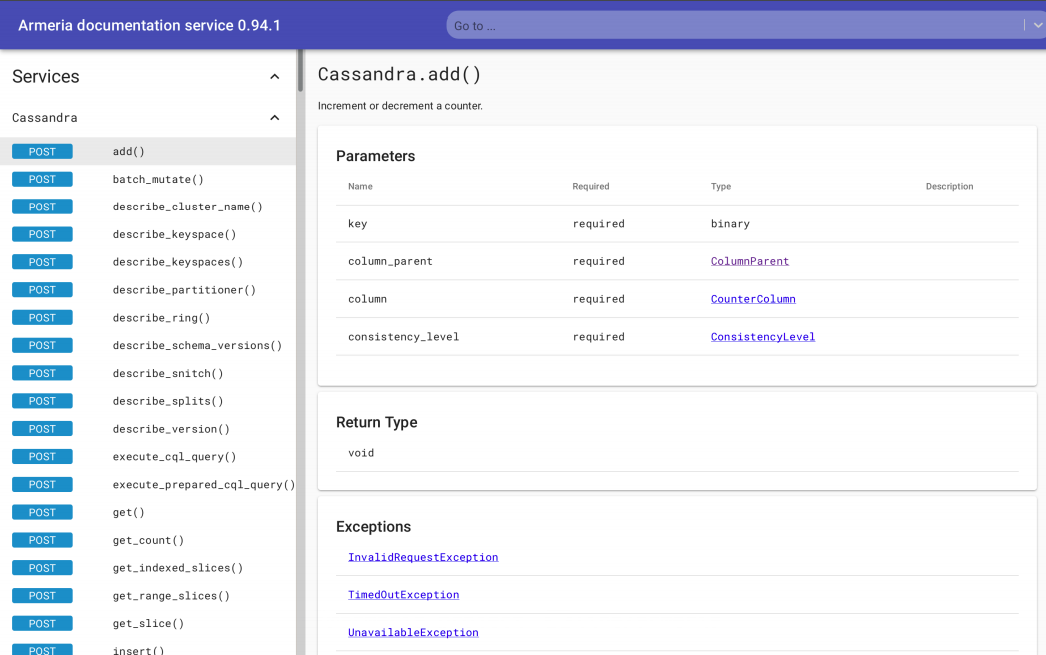 Armeria documentation service 0.94.1
Go to ...
Services
Cassandra
POST add()
POST batch_mutate()
POST describe_cluster_name()
POST describe_keyspace()
POST describe_keyspaces()
POST describe_partitioner()
POST describe_ring()
POST describe_schema_versions()
POST describe_snitch()
POST describe_splits()
POST describe_version()
POST execute_cql_query()
POST execute_prepared_cql_query()
POST get()
POST get_count()
POST get_indexed_slices()
POST get_range_slices()
POST get_slice()
POST insert()
Cassandra.add()
Increment or decrement a counter.
Parameters
Name Required Type Description
key required binary
column_parent required ColumnParent
column required CounterColumn
consistency_level required ConsistencyLevel
Return Type
void
Exceptions
InvalidRequestException
TimedOutException
UnavailableException